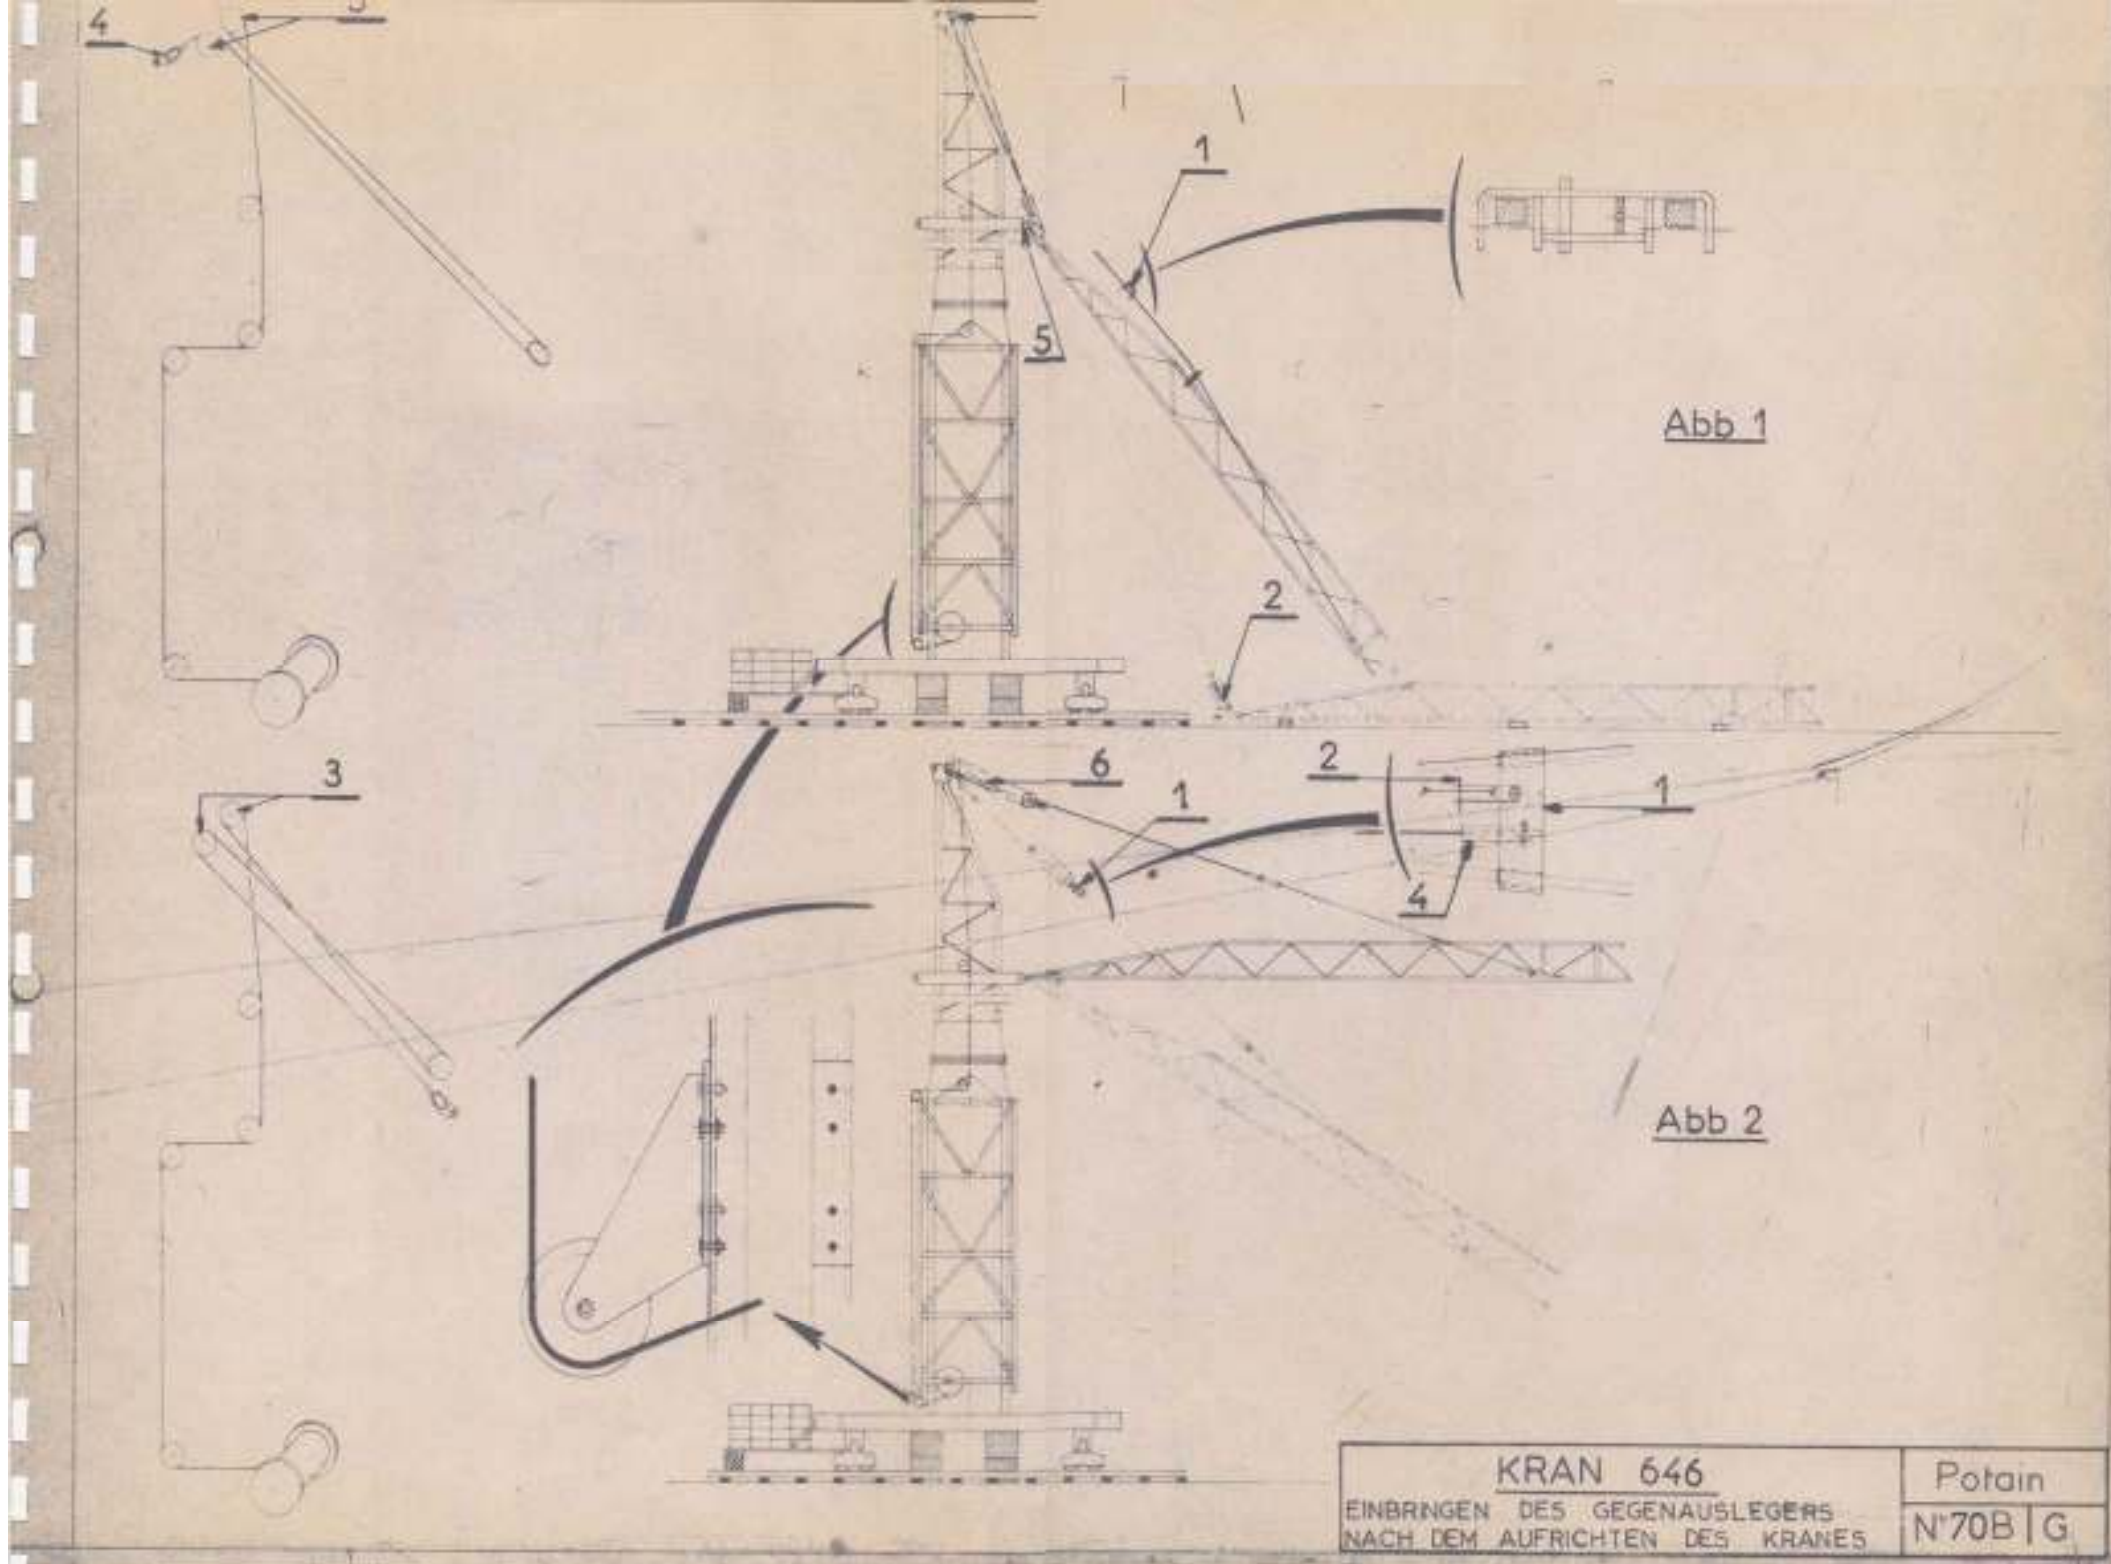 4
3
1
5
Abb 1
2
3
6
1
2
1
4
Abb 2
KRAN 646
EINBRINGEN DES GEGENAUSLEGERS
NACH DEM AUFRICHTEN DES KRANES
Potain
N°70B | G